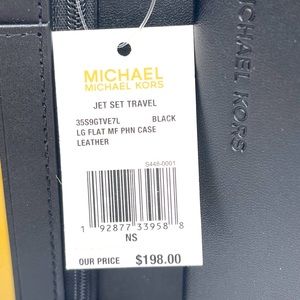 MICHAEL
MICHAEL KORS
JET SET TRAVEL
35S9GTVE7L BLACK
LG FLAT MF PHN CASE
LEATHER
S448-0001
1 92877 33958 8
NS
OUR PRICE $198.00
MICHAEL KORS